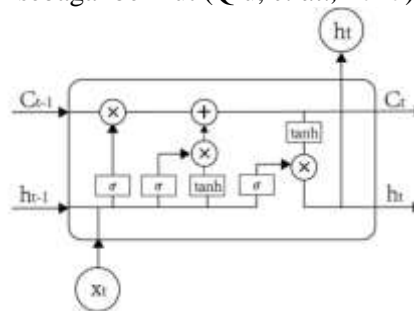 hₜ
Cₜ₋₁
Cₜ
tanh
σ
σ
tanh
σ
hₜ₋₁
hₜ
xₜ